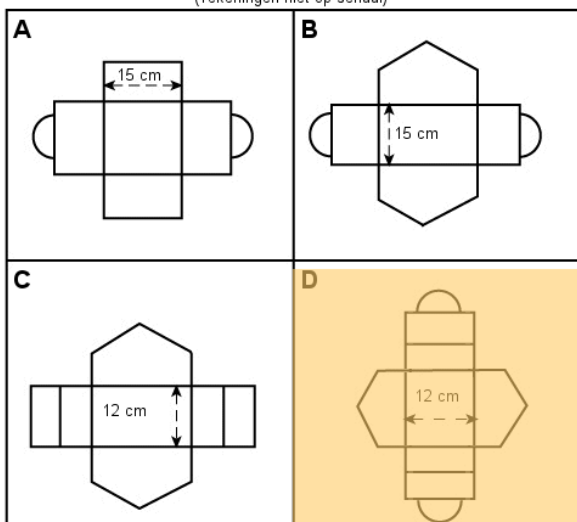 (Tekeningen niet op schaal)
A
15 cm
B
15 cm
C
12 cm
D
12 cm